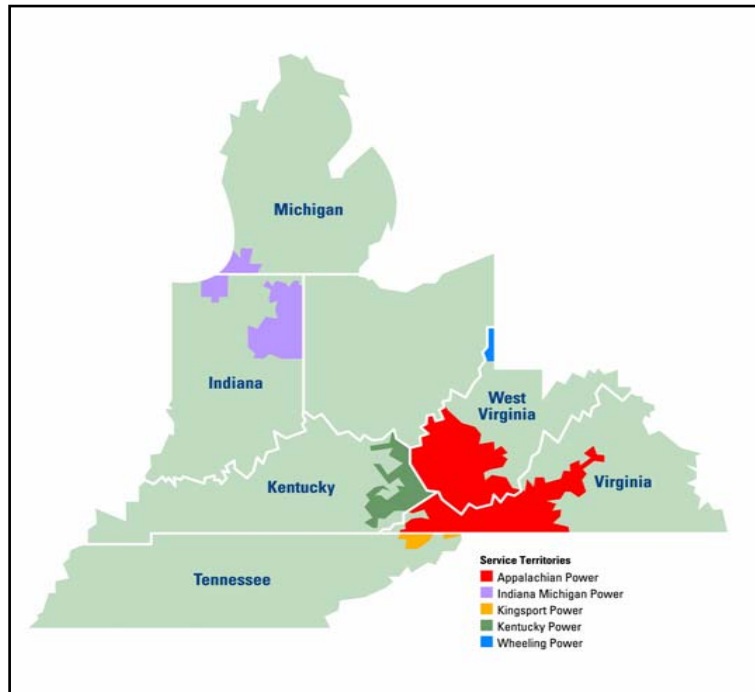 Michigan
Indiana
West
Virginia
Kentucky
Virginia
Tennessee
Service Territories
Appalachian Power
Indiana Michigan Power
Kingsport Power
Kentucky Power
Wheeling Power